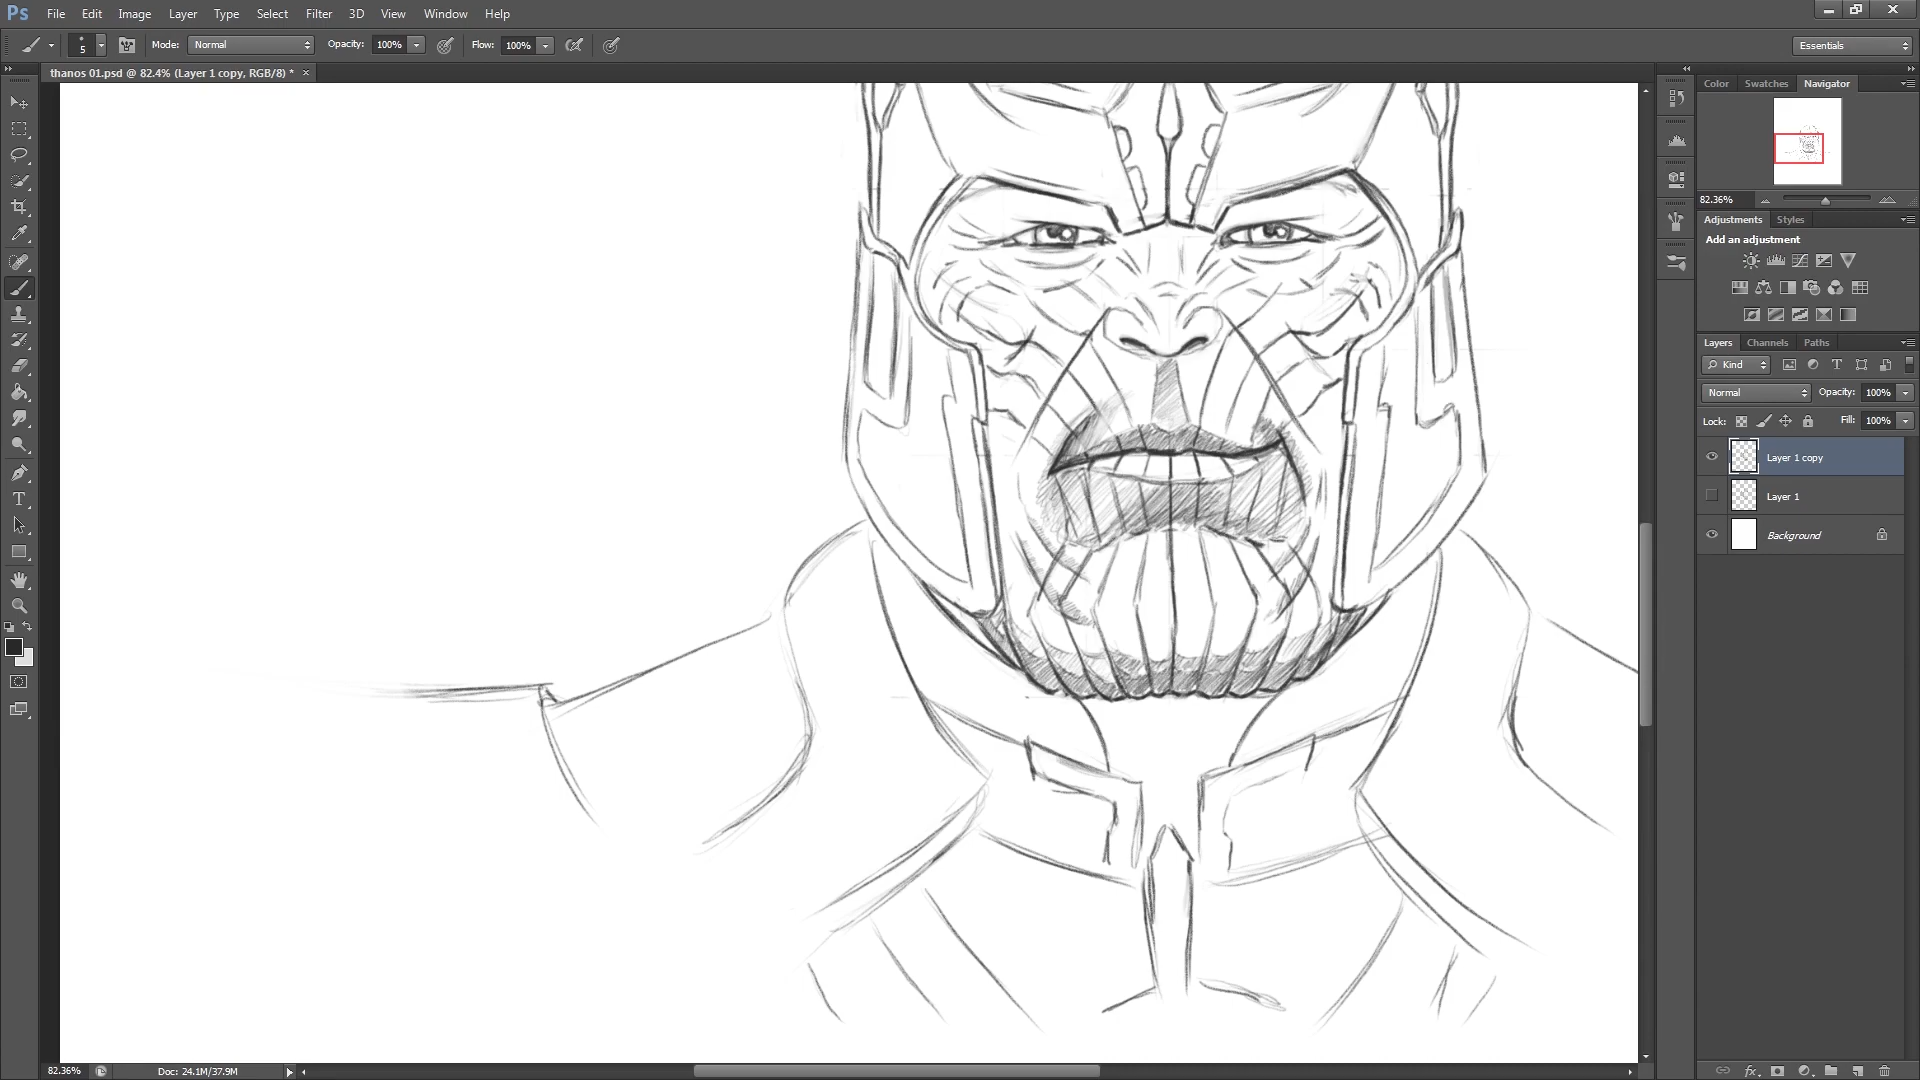 Ps File Edit Image Layer Type Select Filter 3D View Window Help
5 Mode: Normal Opacity: 100% Flow: 100% Essentials
thanos 01.psd @ 82.4% (Layer 1 copy, RGB/8) * ×
Color Swatches Navigator
82.36%
Adjustments Styles
Add an adjustment
Layers Channels Paths
Kind
Normal Opacity: 100%
Lock: Fill: 100%
Layer 1 copy
Layer 1
Background
82.36% Doc: 24.1M/37.9M